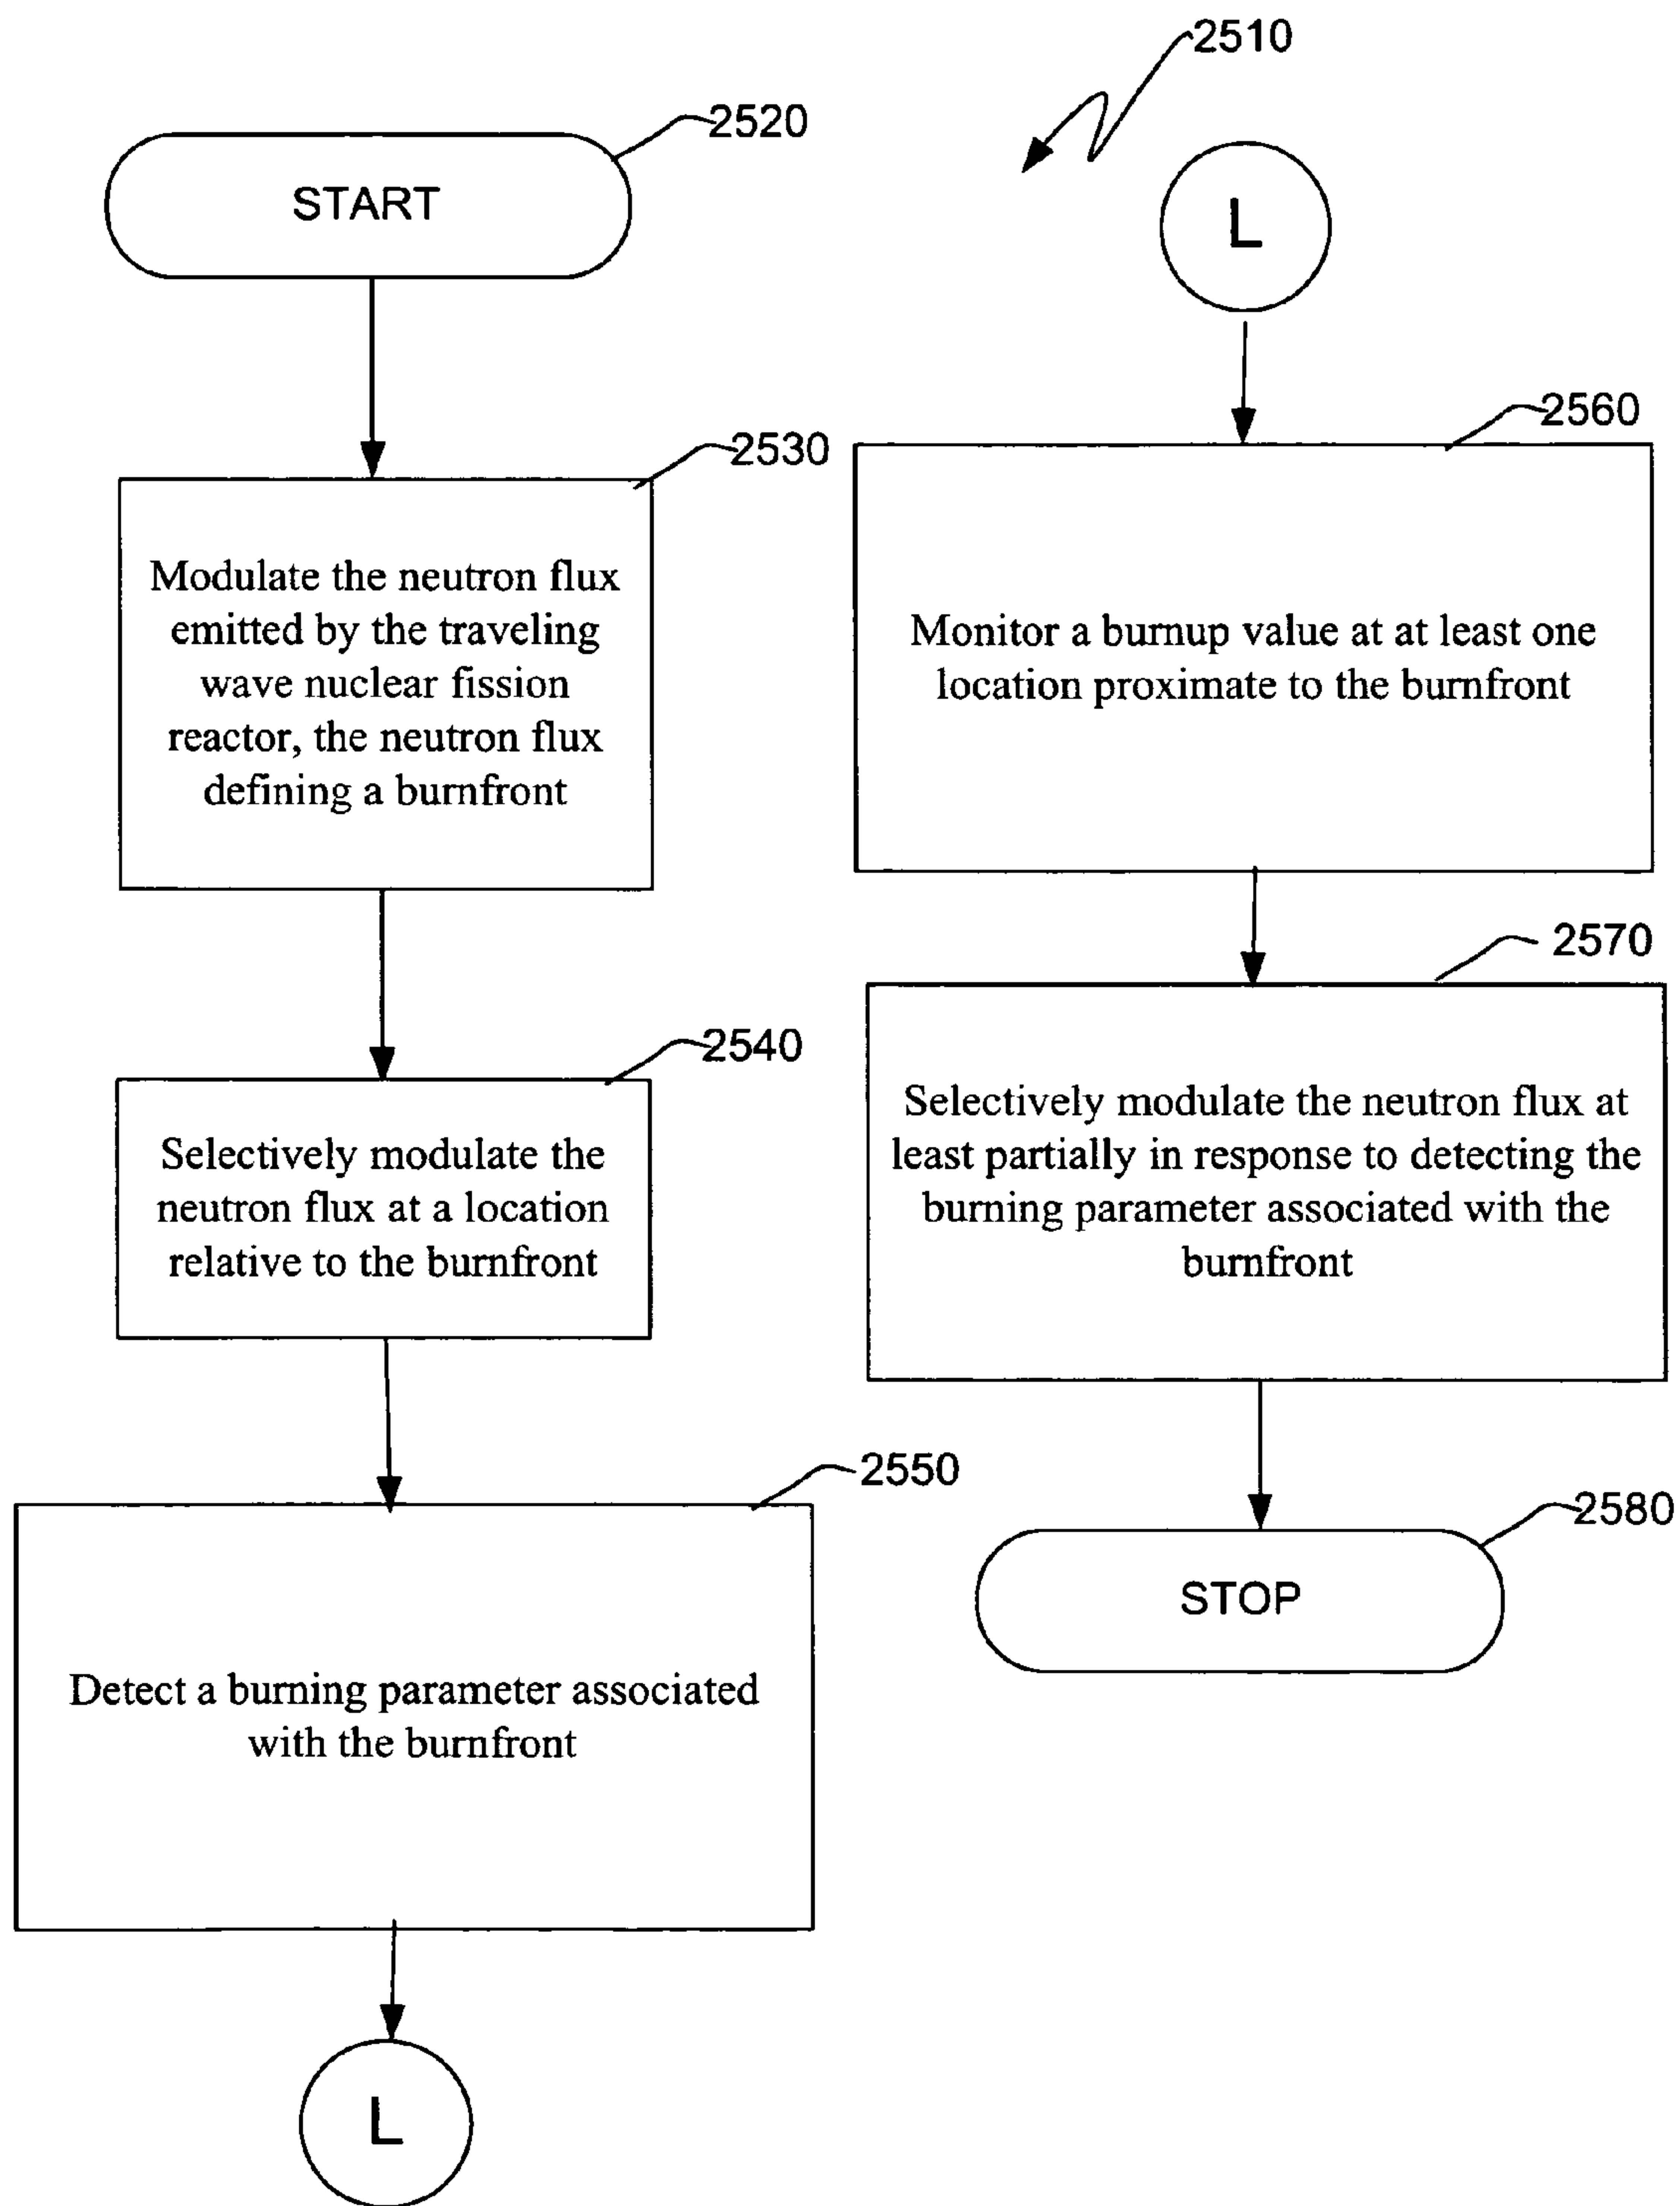 2510
2520
START
2530
Modulate the neutron flux
emitted by the traveling
wave nuclear fission
reactor, the neutron flux
defining a burnfront
2540
Selectively modulate the
neutron flux at a location
relative to the burnfront
2550
Detect a burning parameter associated
with the burnfront
L
L
2560
Monitor a burnup value at at least one
location proximate to the burnfront
2570
Selectively modulate the neutron flux at
least partially in response to detecting the
burning parameter associated with the
burnfront
2580
STOP